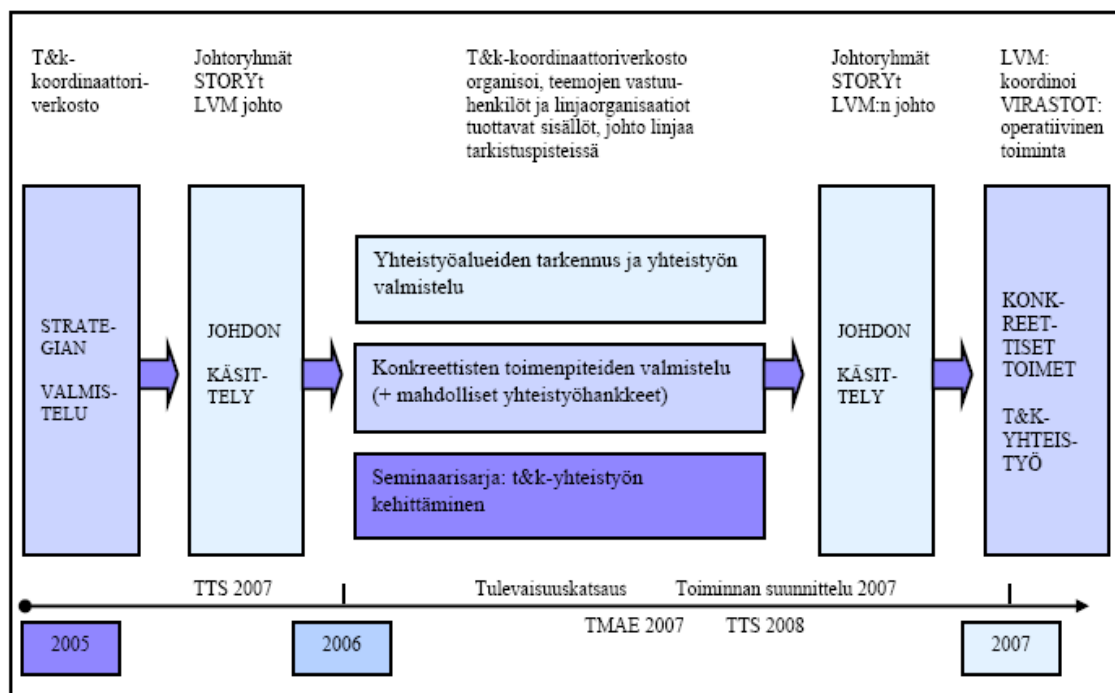 T&k-
koordinaattori-
verkosto
Johtoryhmät
STORYt
LVM johto
T&k-koordinaattoriverkosto
organisoi, teemojen vastuu-
henkilöt ja linjaorganisaatiot
tuottavat sisällöt, johto linjaa
tarkistuspisteissä
Johtoryhmät
STORYt
LVM:n johto
LVM:
koordinoi
VIRASTOT:
operatiivinen
toiminta
STRATE-
GIAN
VALMIS-
TELU
JOHDON
KÄSIT-
TELY
Yhteistyöalueiden tarkennus ja yhteistyön
valmistelu
Konkreettisten toimenpiteiden valmistelu
(+ mahdolliset yhteistyöhankkeet)
Seminaarisarja: t&k-yhteistyön
kehittäminen
JOHDON
KÄSIT-
TELY
KONK-
REET-
TISET
TOIMET
T&K-
YHTEIS-
TYÖ
TTS 2007
Tulevaisuuskatsaus
Toiminnan suunnittelu 2007
TMAE 2007
TTS 2008
2005
2006
2007